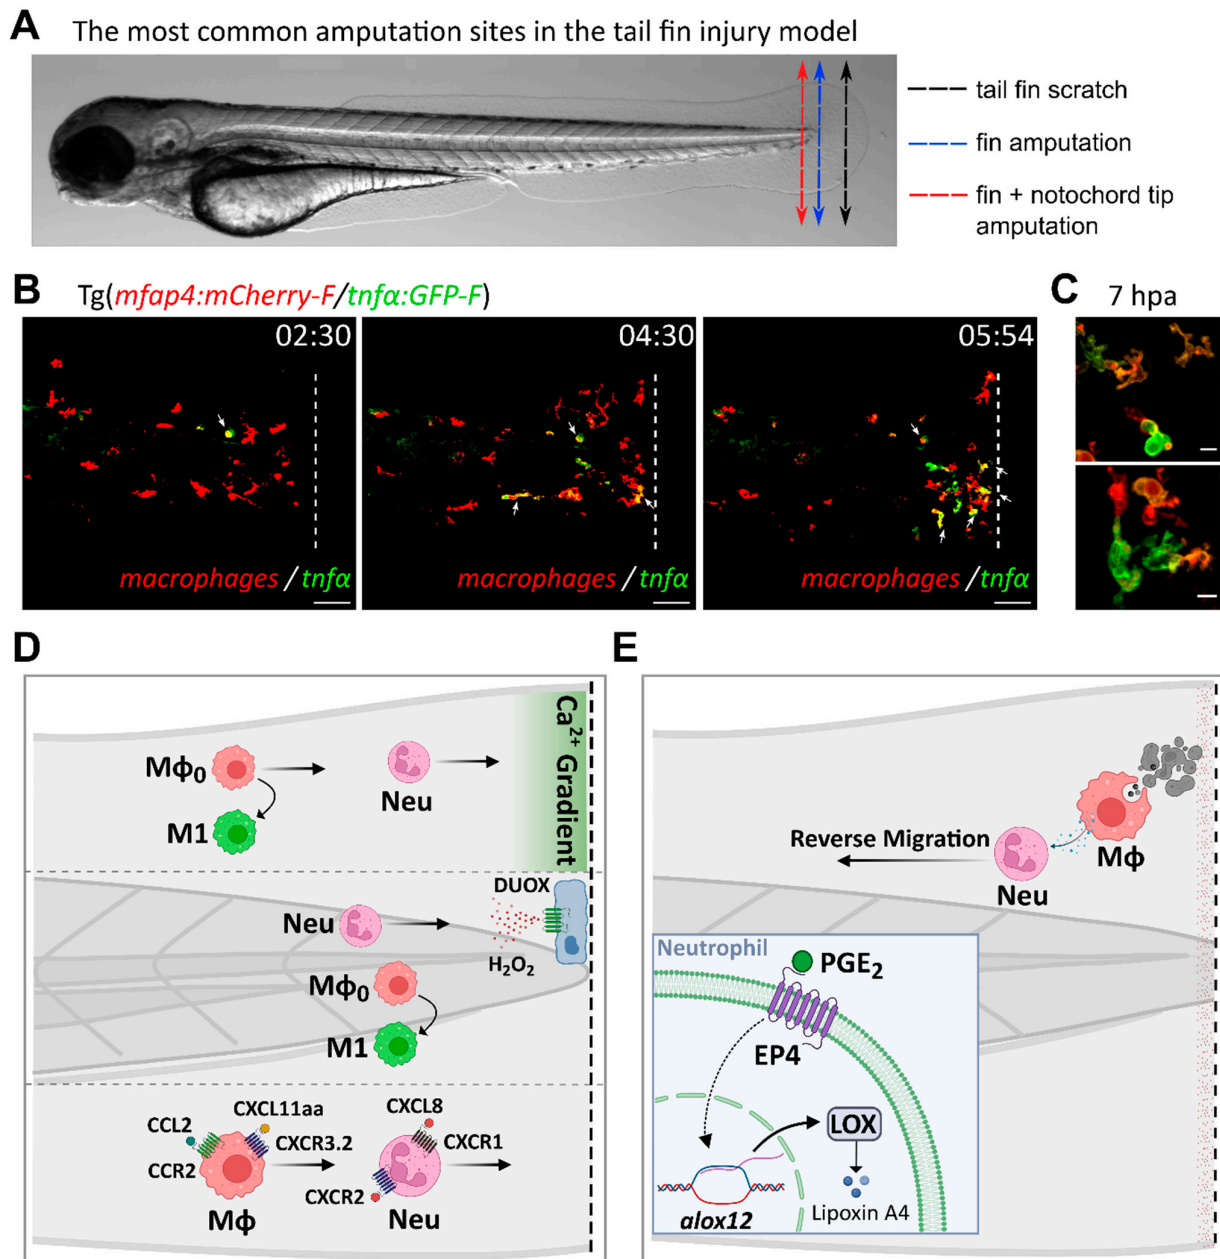 A
The most common amputation sites in the tail fin injury model
tail fin scratch
fin amputation
fin + notochord tip
amputation
B
Tg(mfap4:mCherry-F/tnfα:GFP-F)
02:30
macrophages / tnfα
04:30
macrophages / tnfα
05:54
macrophages / tnfα
C
7 hpa
D
Ca²⁺ Gradient
Mϕ₀
Neu
M1
DUOX
Neu
H₂O₂
Mϕ₀
M1
CXCL11aa
CXCL8
CCL2
CXCR3.2
CXCR1
CCR2
CXCR2
Mϕ
Neu
E
Reverse Migration
Mϕ
Neu
Neutrophil
PGE₂
EP4
LOX
alox12
Lipoxin A4